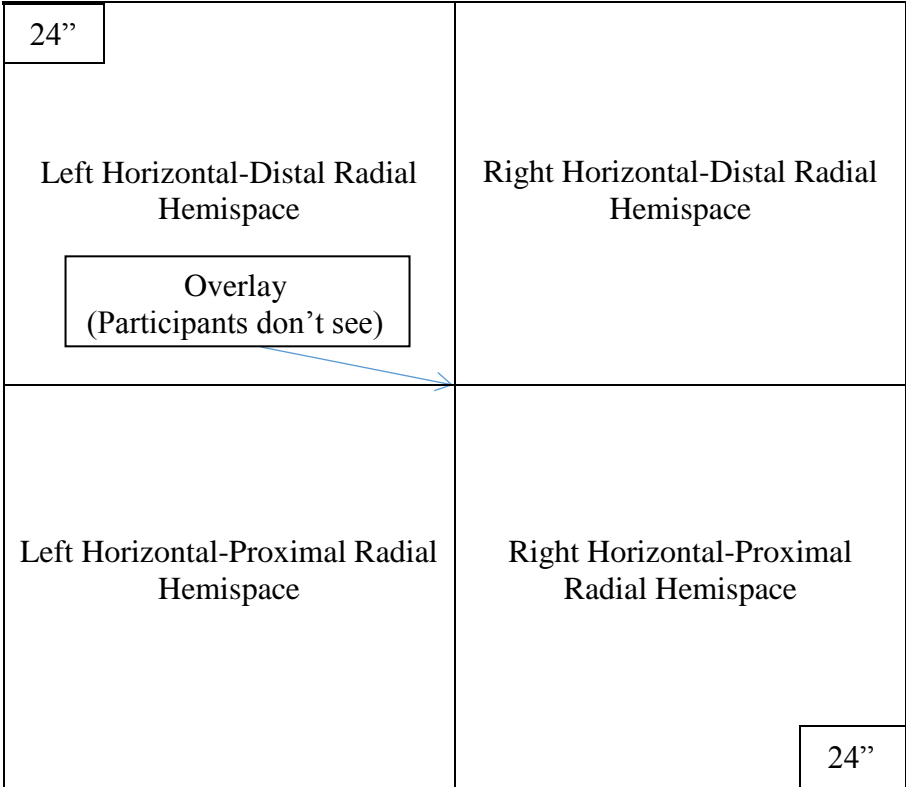 24”
Left Horizontal-Distal Radial
Hemispace
Right Horizontal-Distal Radial
Hemispace
Overlay
(Participants don’t see)
Left Horizontal-Proximal Radial
Hemispace
Right Horizontal-Proximal
Radial Hemispace
24”